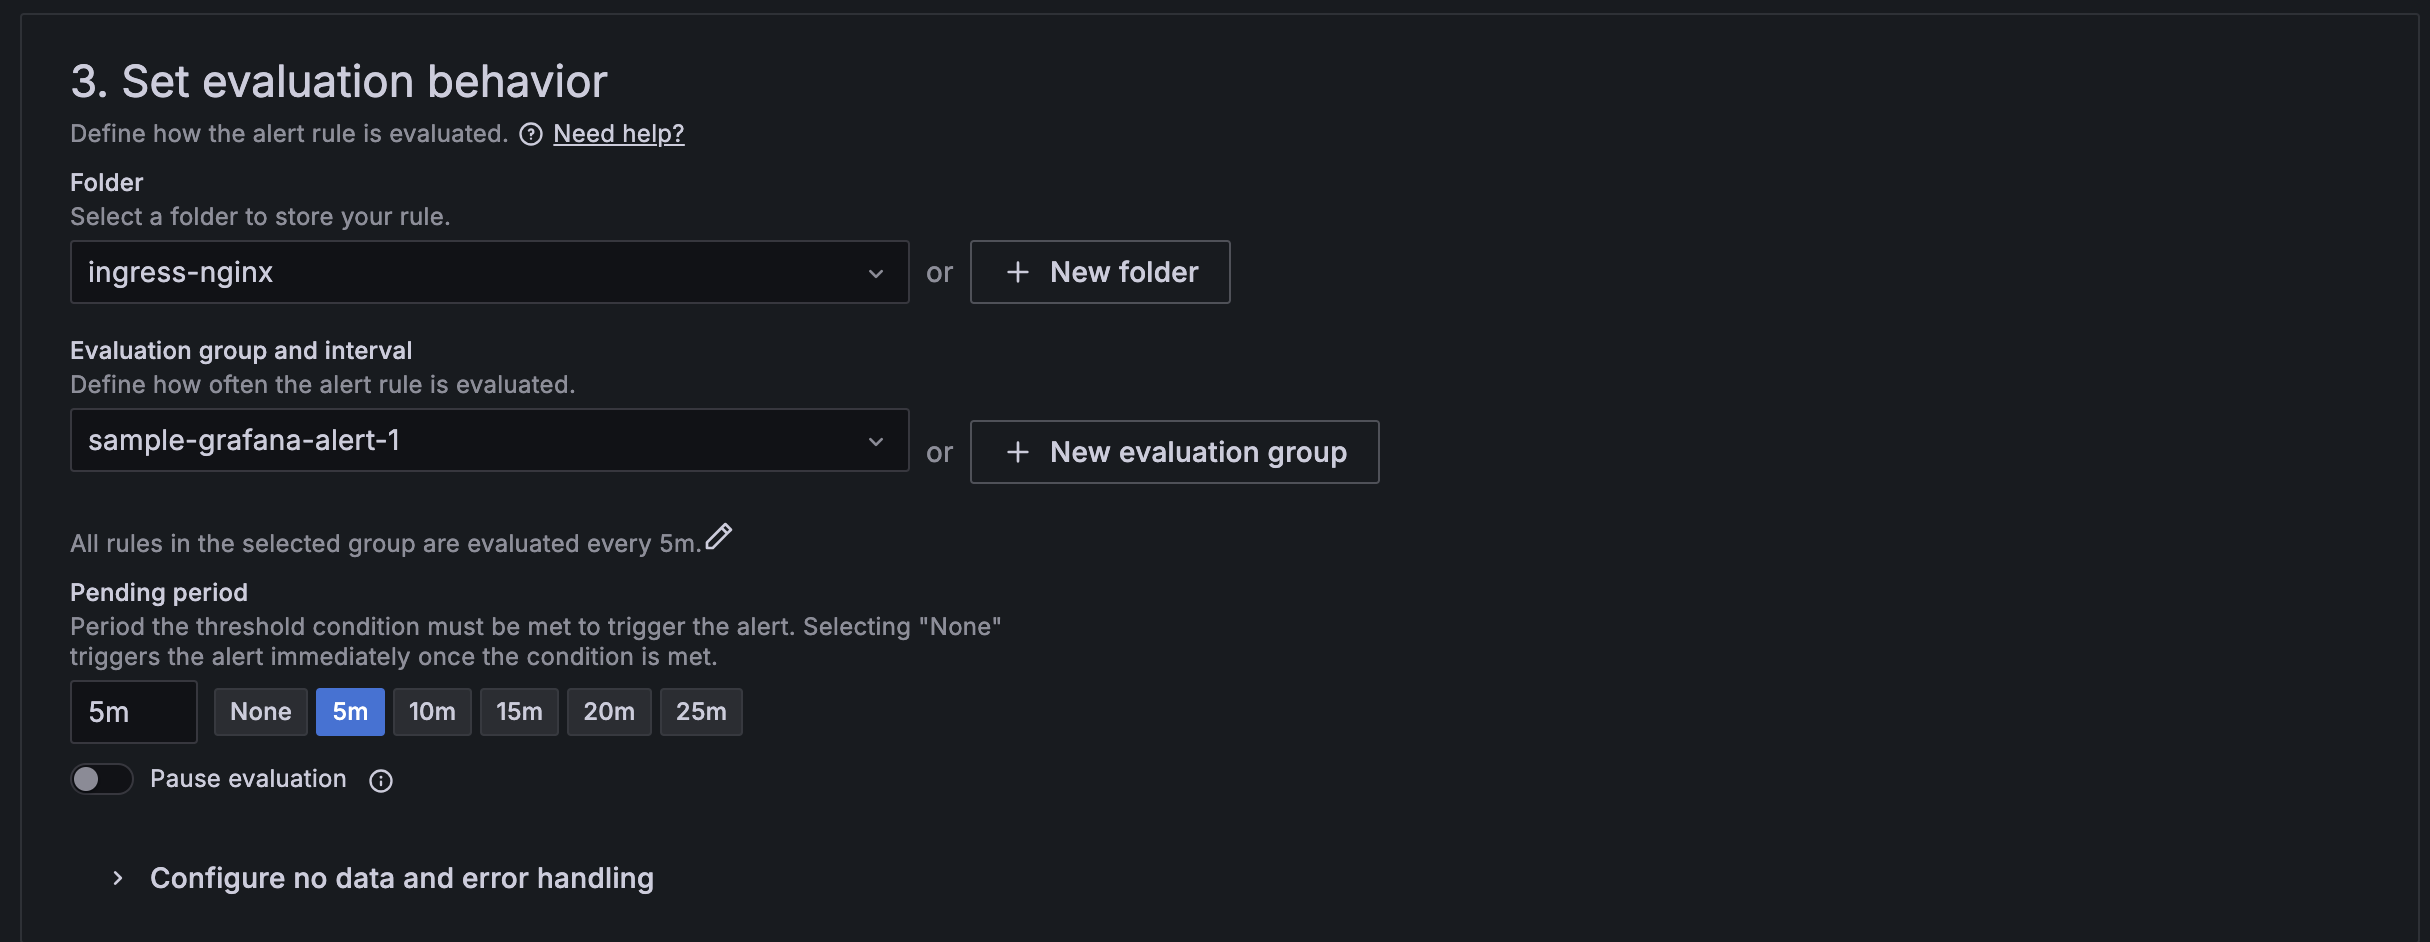 3. Set evaluation behavior
Define how the alert rule is evaluated. Need help?
Folder
Select a folder to store your rule.
ingress-nginx or + New folder
Evaluation group and interval
Define how often the alert rule is evaluated.
sample-grafana-alert-1 or + New evaluation group
All rules in the selected group are evaluated every 5m.
Pending period
Period the threshold condition must be met to trigger the alert. Selecting "None"
triggers the alert immediately once the condition is met.
5m None 5m 10m 15m 20m 25m
Pause evaluation
Configure no data and error handling